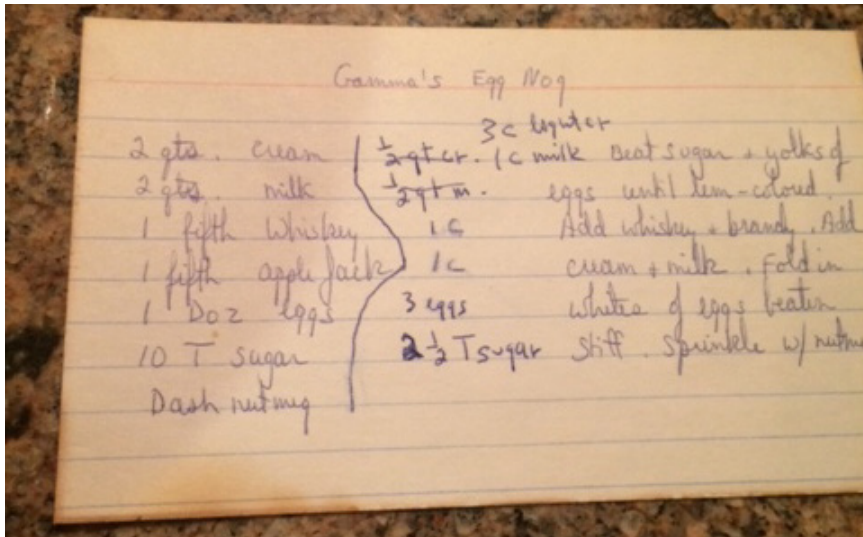 Gamma's Egg Nog
3c lighter
2 qts. cream 1/2 qt cr. 1c milk Beat sugar + yolks of
2 qts. milk 1/2 qt m. eggs until lem-colored.
1 fifth Whiskey 1c Add whiskey + brandy. Add
1 fifth apple Jack 1c cream + milk. Fold in
1 Doz eggs 3 eggs whites of eggs beaten
10 T sugar 2 1/2 T sugar stiff. Sprinkle w/ nutm
Dash nutmeg